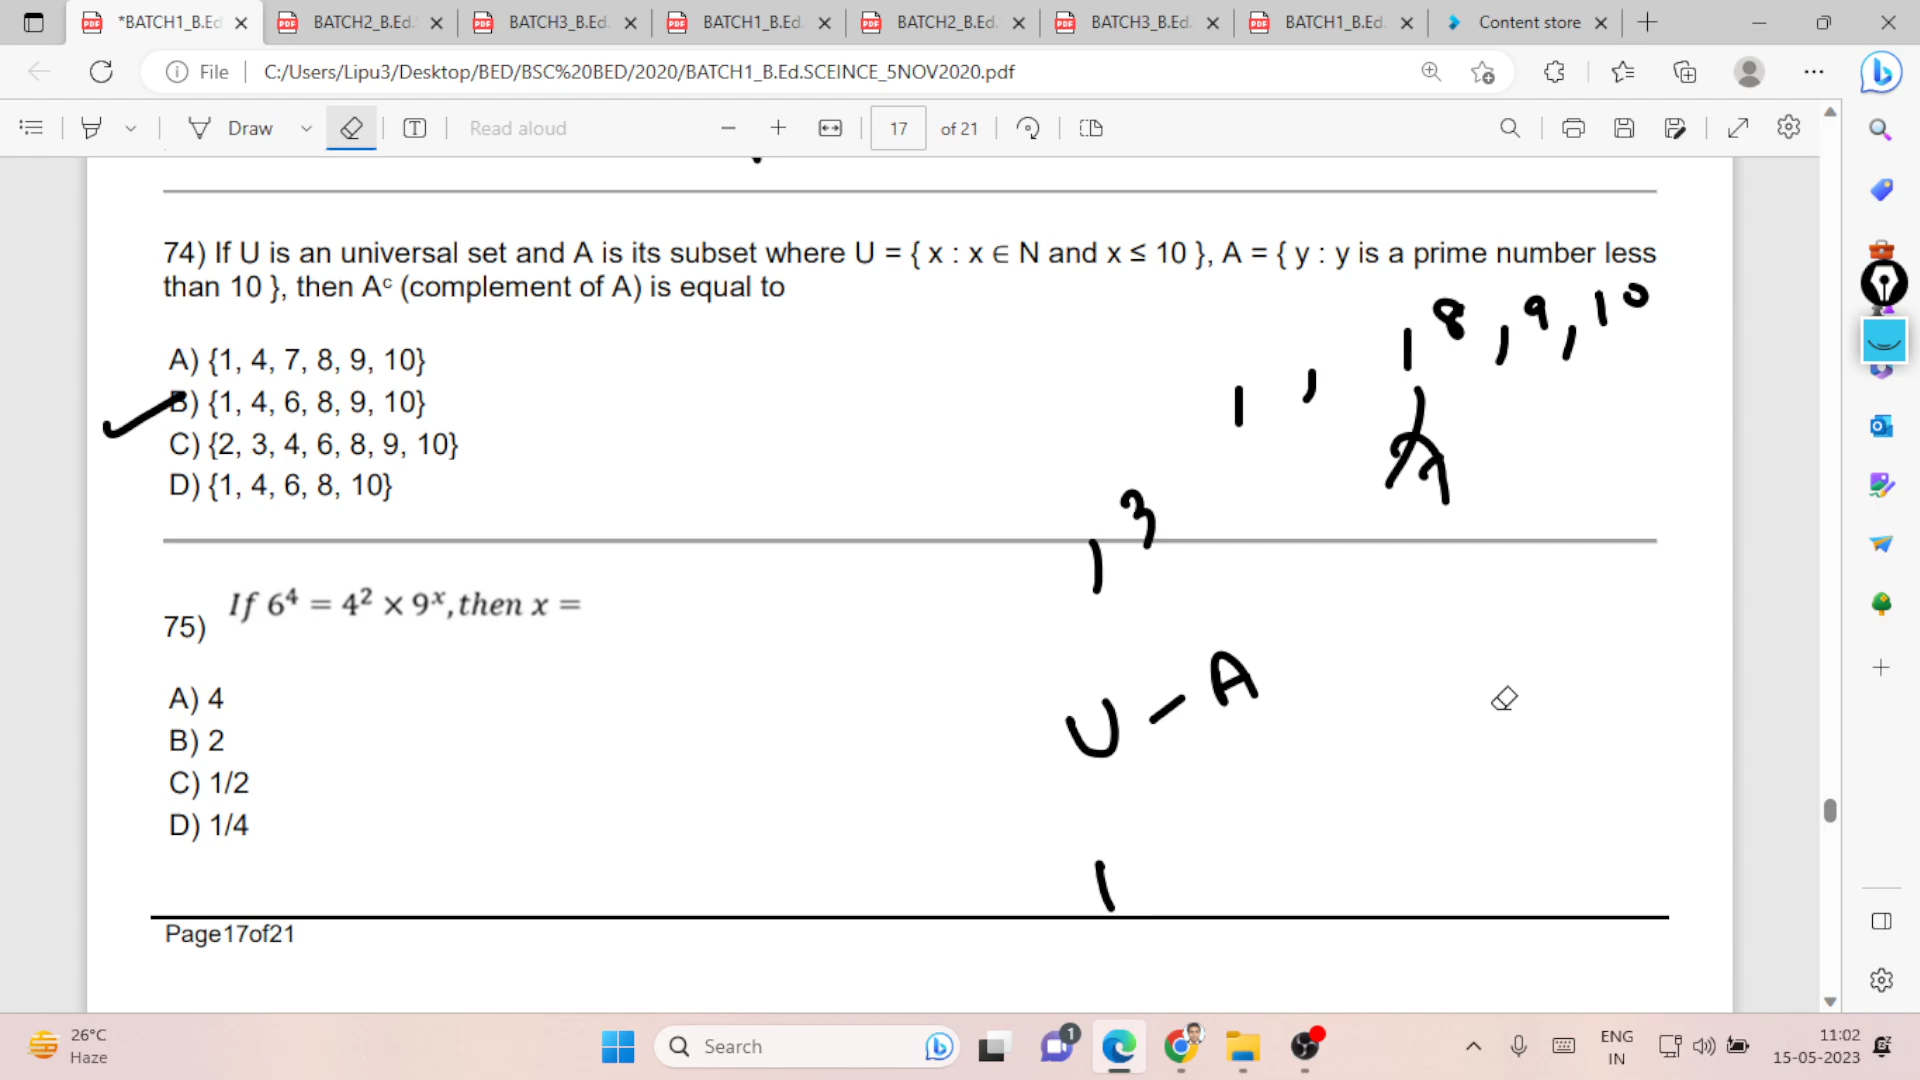 *BATCH1_B.Ed
BATCH2_B.Ed.
BATCH3_B.Ed.
BATCH1_B.Ed.
BATCH2_B.Ed.
BATCH3_B.Ed.
BATCH1_B.Ed.
Content store
File
C:/Users/Lipu3/Desktop/BED/BSC%20BED/2020/BATCH1_B.Ed.SCEINCE_5NOV2020.pdf
Draw
Read aloud
17 of 21
74) If U is an universal set and A is its subset where U = { x : x ∈ N and x ≤ 10 }, A = { y : y is a prime number less
than 10 }, then Aᶜ (complement of A) is equal to
8, 9, 10
A) {1, 4, 7, 8, 9, 10}
B) {1, 4, 6, 8, 9, 10}
C) {2, 3, 4, 6, 8, 9, 10}
D) {1, 4, 6, 8, 10}
3
75) If 6⁴ = 4² × 9ˣ, then x =
U - A
A) 4
B) 2
C) 1/2
D) 1/4
Page17of21
26°C
Haze
Search
1
ENG
IN
11:02
15-05-2023